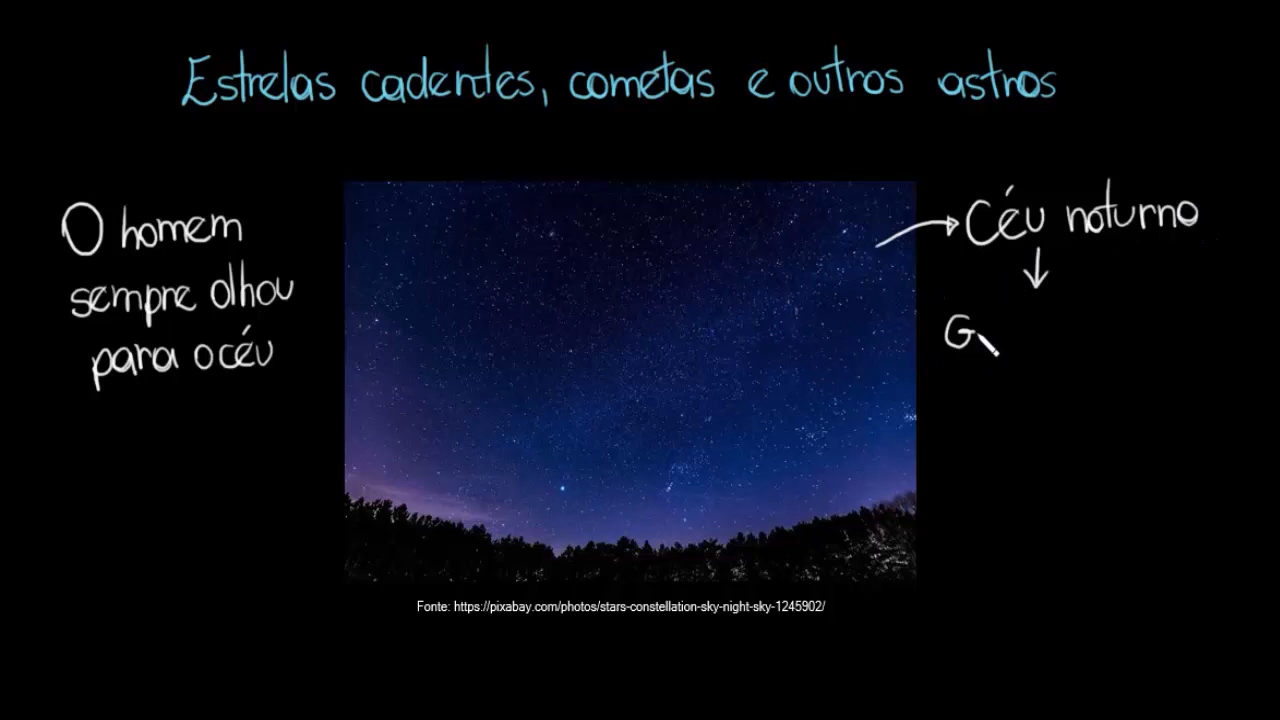 Estrelas cadentes, cometas e outros astros
O homem
sempre olhou
para o céu
Céu noturno
G
Fonte: https://pixabay.com/photos/stars-constellation-sky-night-sky-1245902/